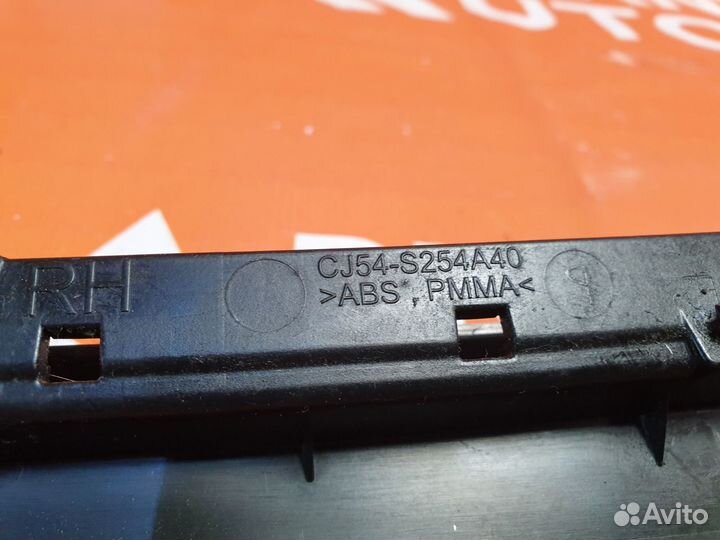 RH
CJ54-S254A40
>ABS*, PMMA<
Avito